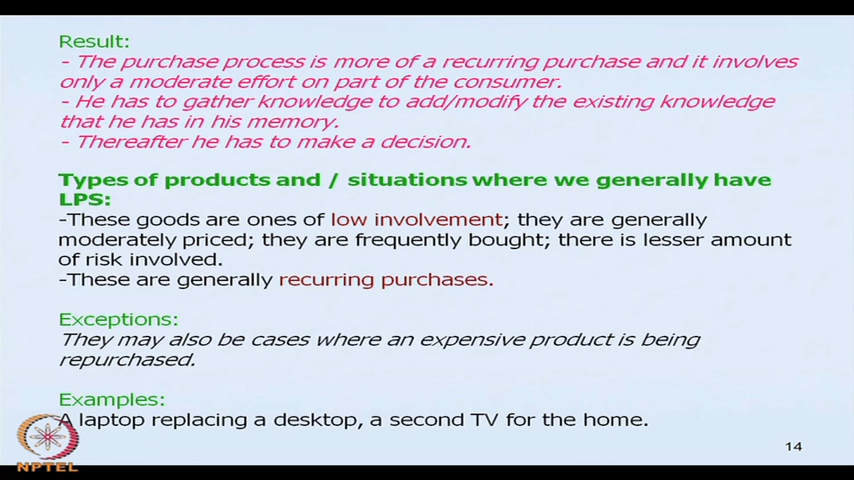 Result:
- The purchase process is more of a recurring purchase and it involves
only a moderate effort on part of the consumer.
- He has to gather knowledge to add/modify the existing knowledge
that he has in his memory.
- Thereafter he has to make a decision.
Types of products and / situations where we generally have
LPS:
-These goods are ones of low involvement; they are generally
moderately priced; they are frequently bought; there is lesser amount
of risk involved.
-These are generally recurring purchases.
Exceptions:
They may also be cases where an expensive product is being
repurchased.
Examples:
A laptop replacing a desktop, a second TV for the home.
14
NPTEL